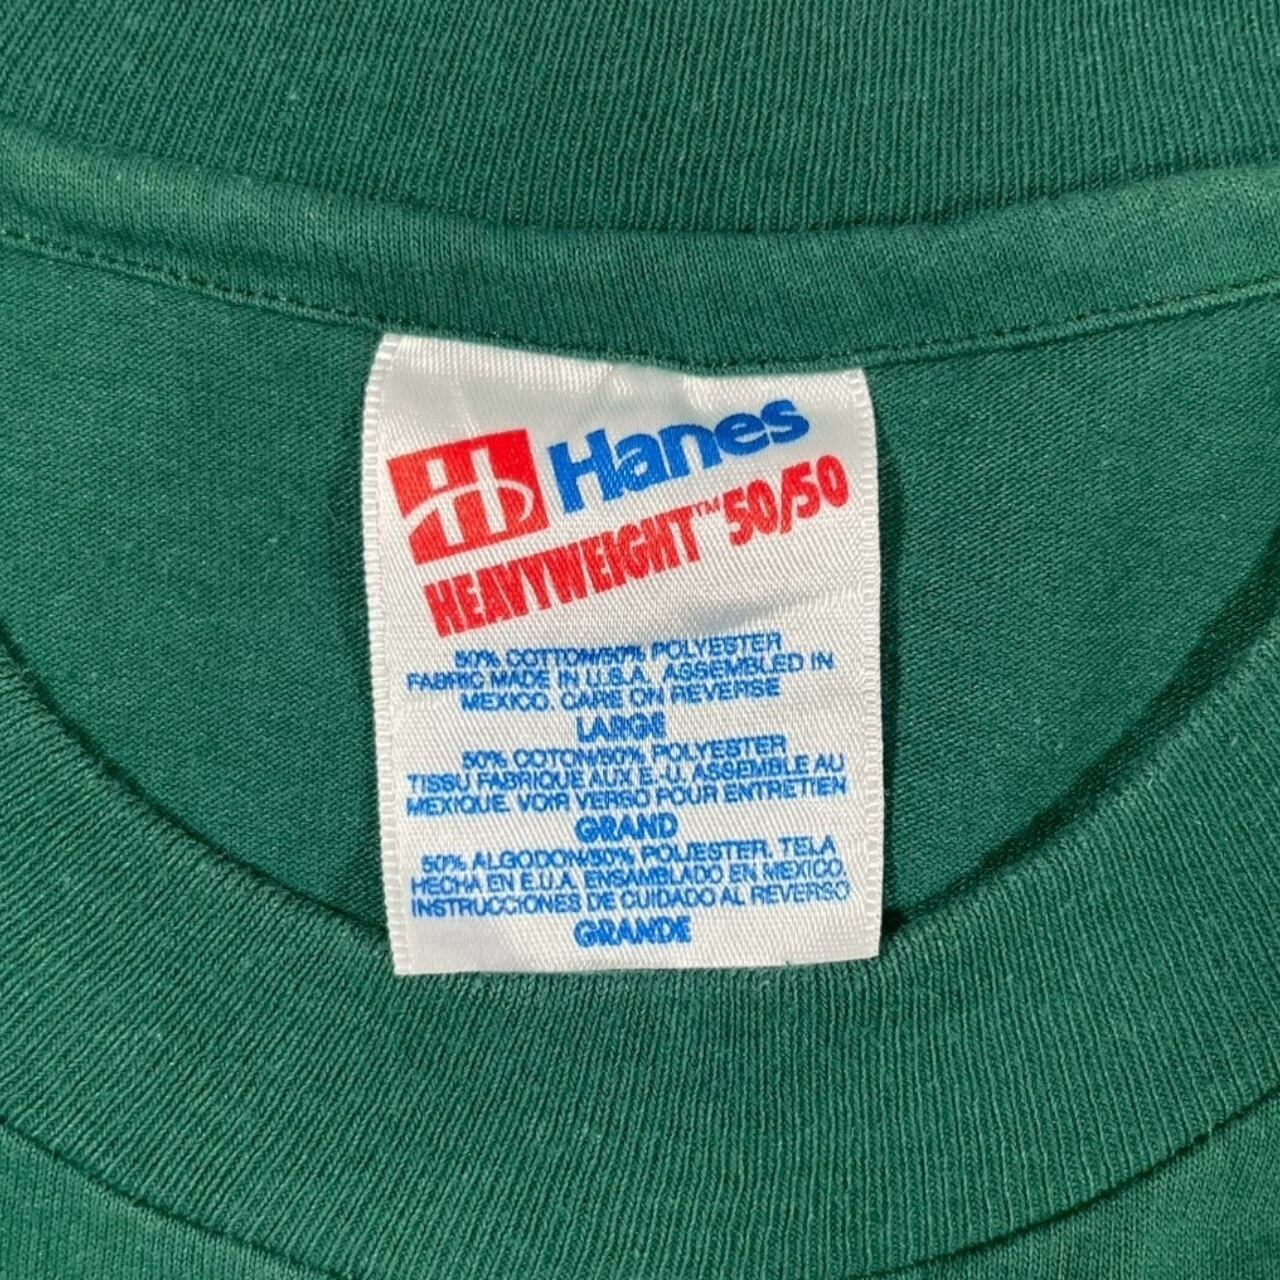 Hanes
HEAVYWEIGHT™ 50/50
50% COTTON/50% POLYESTER
FABRIC MADE IN U.S.A. ASSEMBLED IN
MEXICO. CARE ON REVERSE
LARGE
50% COTON/50% POLYESTER
TISSU FABRIQUE AUX E.-U. ASSEMBLE AU
MEXIQUE. VOIR VERSO POUR ENTRETIEN
GRAND
50% ALGODON/50% POLIESTER. TELA
HECHA EN E.U.A. ENSAMBLADO EN MEXICO.
INSTRUCCIONES DE CUIDADO AL REVERSO
GRANDE